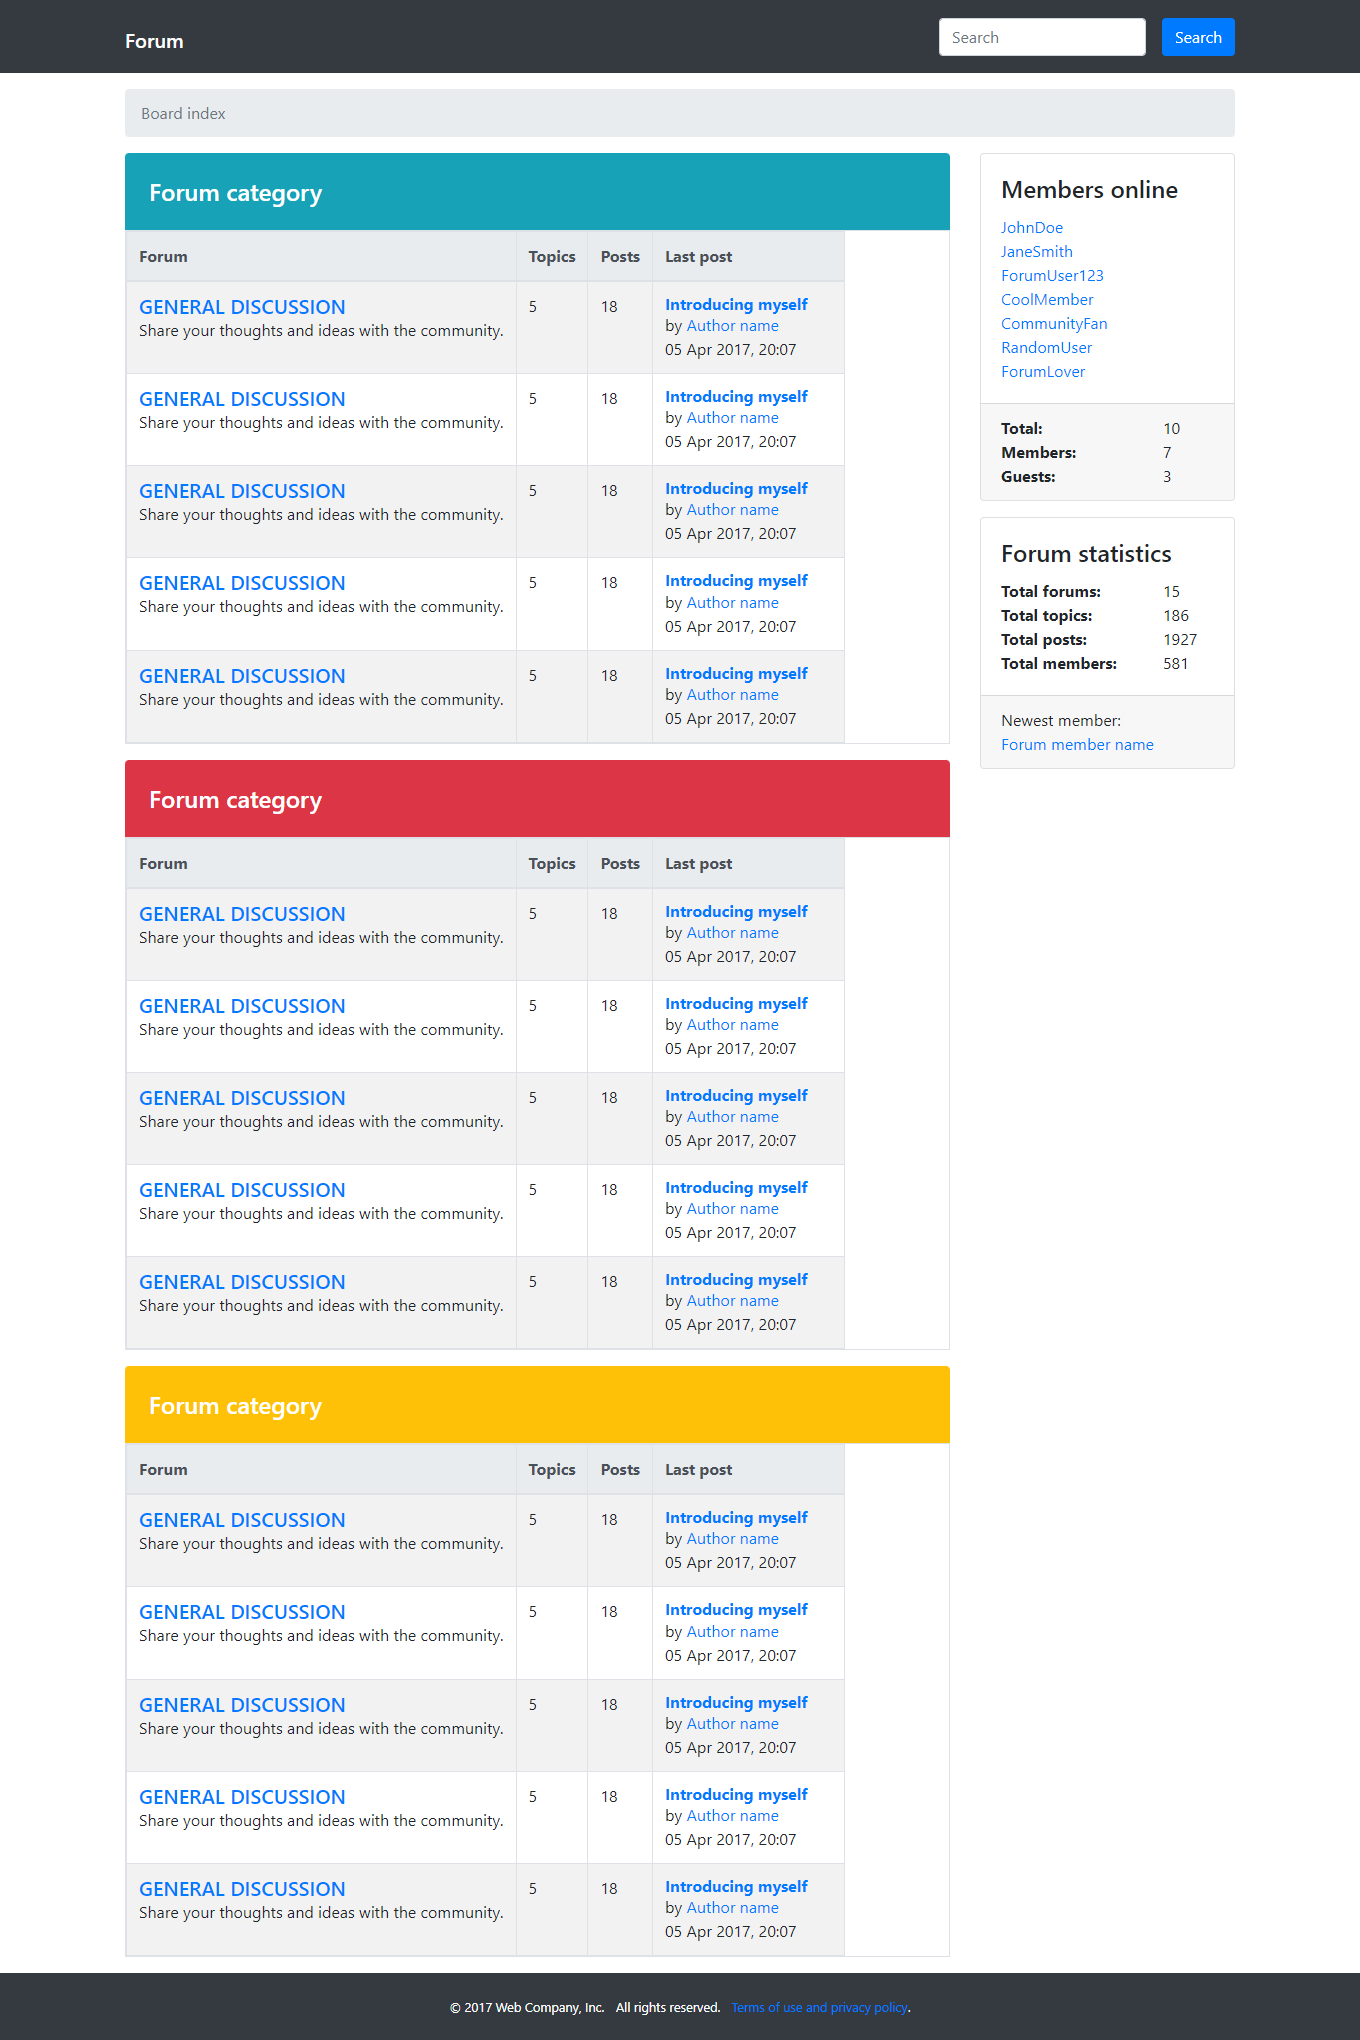 Forum
Search
Search
Board index
Forum category
Forum Topics Posts Last post
GENERAL DISCUSSION 5 18 Introducing myself
Share your thoughts and ideas with the community. by Author name
05 Apr 2017, 20:07
GENERAL DISCUSSION 5 18 Introducing myself
Share your thoughts and ideas with the community. by Author name
05 Apr 2017, 20:07
GENERAL DISCUSSION 5 18 Introducing myself
Share your thoughts and ideas with the community. by Author name
05 Apr 2017, 20:07
GENERAL DISCUSSION 5 18 Introducing myself
Share your thoughts and ideas with the community. by Author name
05 Apr 2017, 20:07
GENERAL DISCUSSION 5 18 Introducing myself
Share your thoughts and ideas with the community. by Author name
05 Apr 2017, 20:07
Forum category
Forum Topics Posts Last post
GENERAL DISCUSSION 5 18 Introducing myself
Share your thoughts and ideas with the community. by Author name
05 Apr 2017, 20:07
GENERAL DISCUSSION 5 18 Introducing myself
Share your thoughts and ideas with the community. by Author name
05 Apr 2017, 20:07
GENERAL DISCUSSION 5 18 Introducing myself
Share your thoughts and ideas with the community. by Author name
05 Apr 2017, 20:07
GENERAL DISCUSSION 5 18 Introducing myself
Share your thoughts and ideas with the community. by Author name
05 Apr 2017, 20:07
GENERAL DISCUSSION 5 18 Introducing myself
Share your thoughts and ideas with the community. by Author name
05 Apr 2017, 20:07
Forum category
Forum Topics Posts Last post
GENERAL DISCUSSION 5 18 Introducing myself
Share your thoughts and ideas with the community. by Author name
05 Apr 2017, 20:07
GENERAL DISCUSSION 5 18 Introducing myself
Share your thoughts and ideas with the community. by Author name
05 Apr 2017, 20:07
GENERAL DISCUSSION 5 18 Introducing myself
Share your thoughts and ideas with the community. by Author name
05 Apr 2017, 20:07
GENERAL DISCUSSION 5 18 Introducing myself
Share your thoughts and ideas with the community. by Author name
05 Apr 2017, 20:07
GENERAL DISCUSSION 5 18 Introducing myself
Share your thoughts and ideas with the community. by Author name
05 Apr 2017, 20:07
Members online
JohnDoe
JaneSmith
ForumUser123
CoolMember
CommunityFan
RandomUser
ForumLover
Total: 10
Members: 7
Guests: 3
Forum statistics
Total forums: 15
Total topics: 186
Total posts: 1927
Total members: 581
Newest member:
Forum member name
© 2017 Web Company, Inc. All rights reserved. Terms of use and privacy policy.